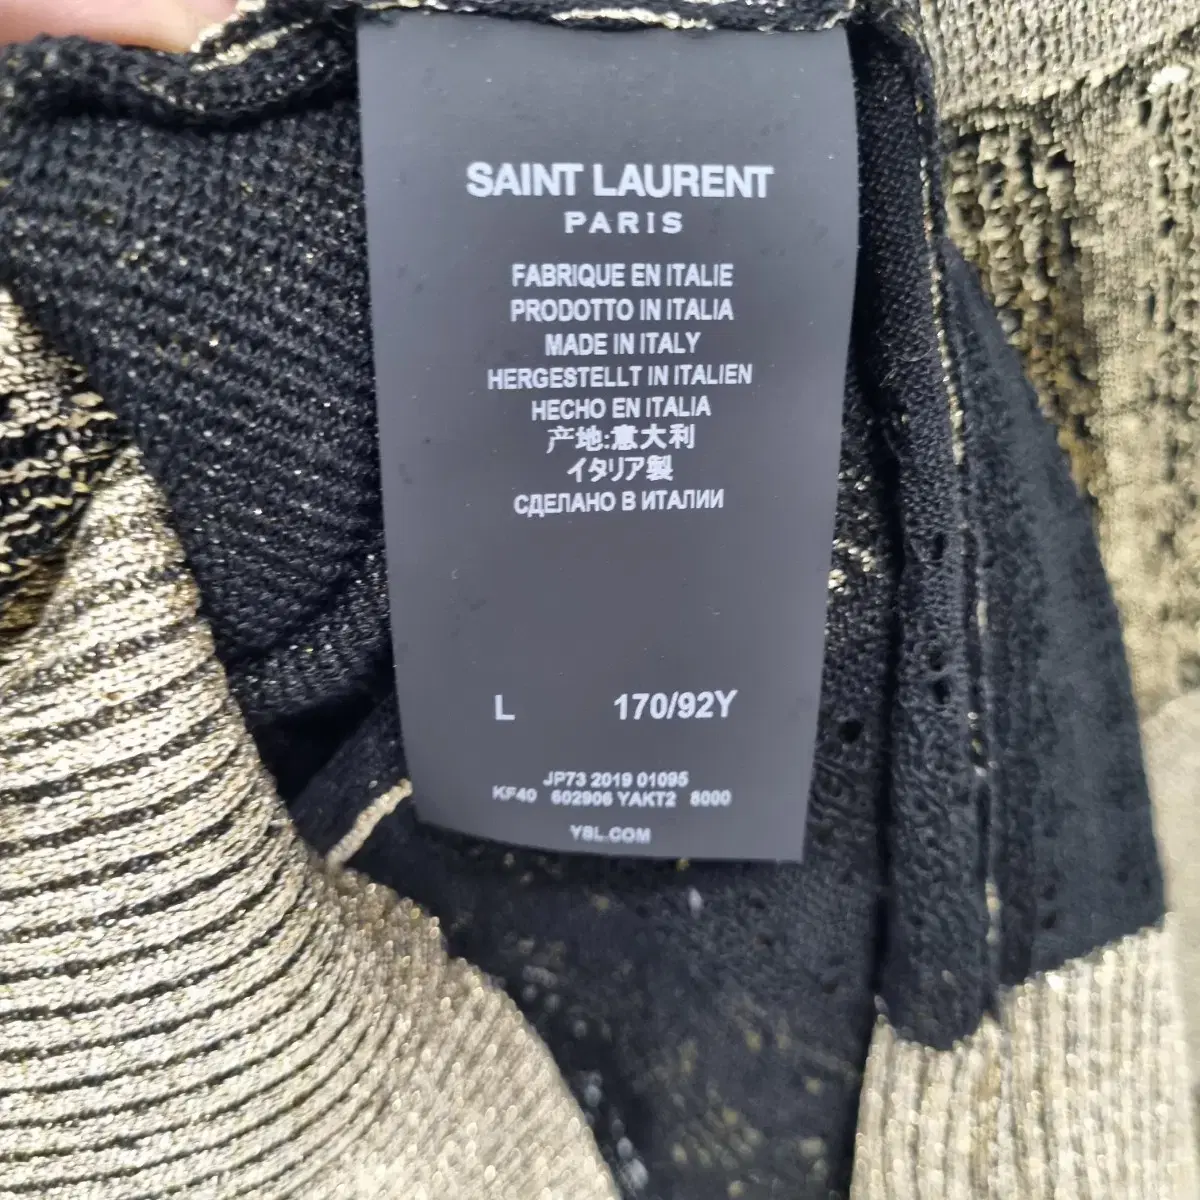 SAINT LAURENT
PARIS
FABRIQUE EN ITALIE
PRODOTTO IN ITALIA
MADE IN ITALY
HERGESTELLT IN ITALIEN
HECHO EN ITALIA
产地:意大利
イタリア製
СДЕЛАНО В ИТАЛИИ
L 170/92Y
JP73 2019 01095
KF40 602906 YAKT2 8000
YSL.COM